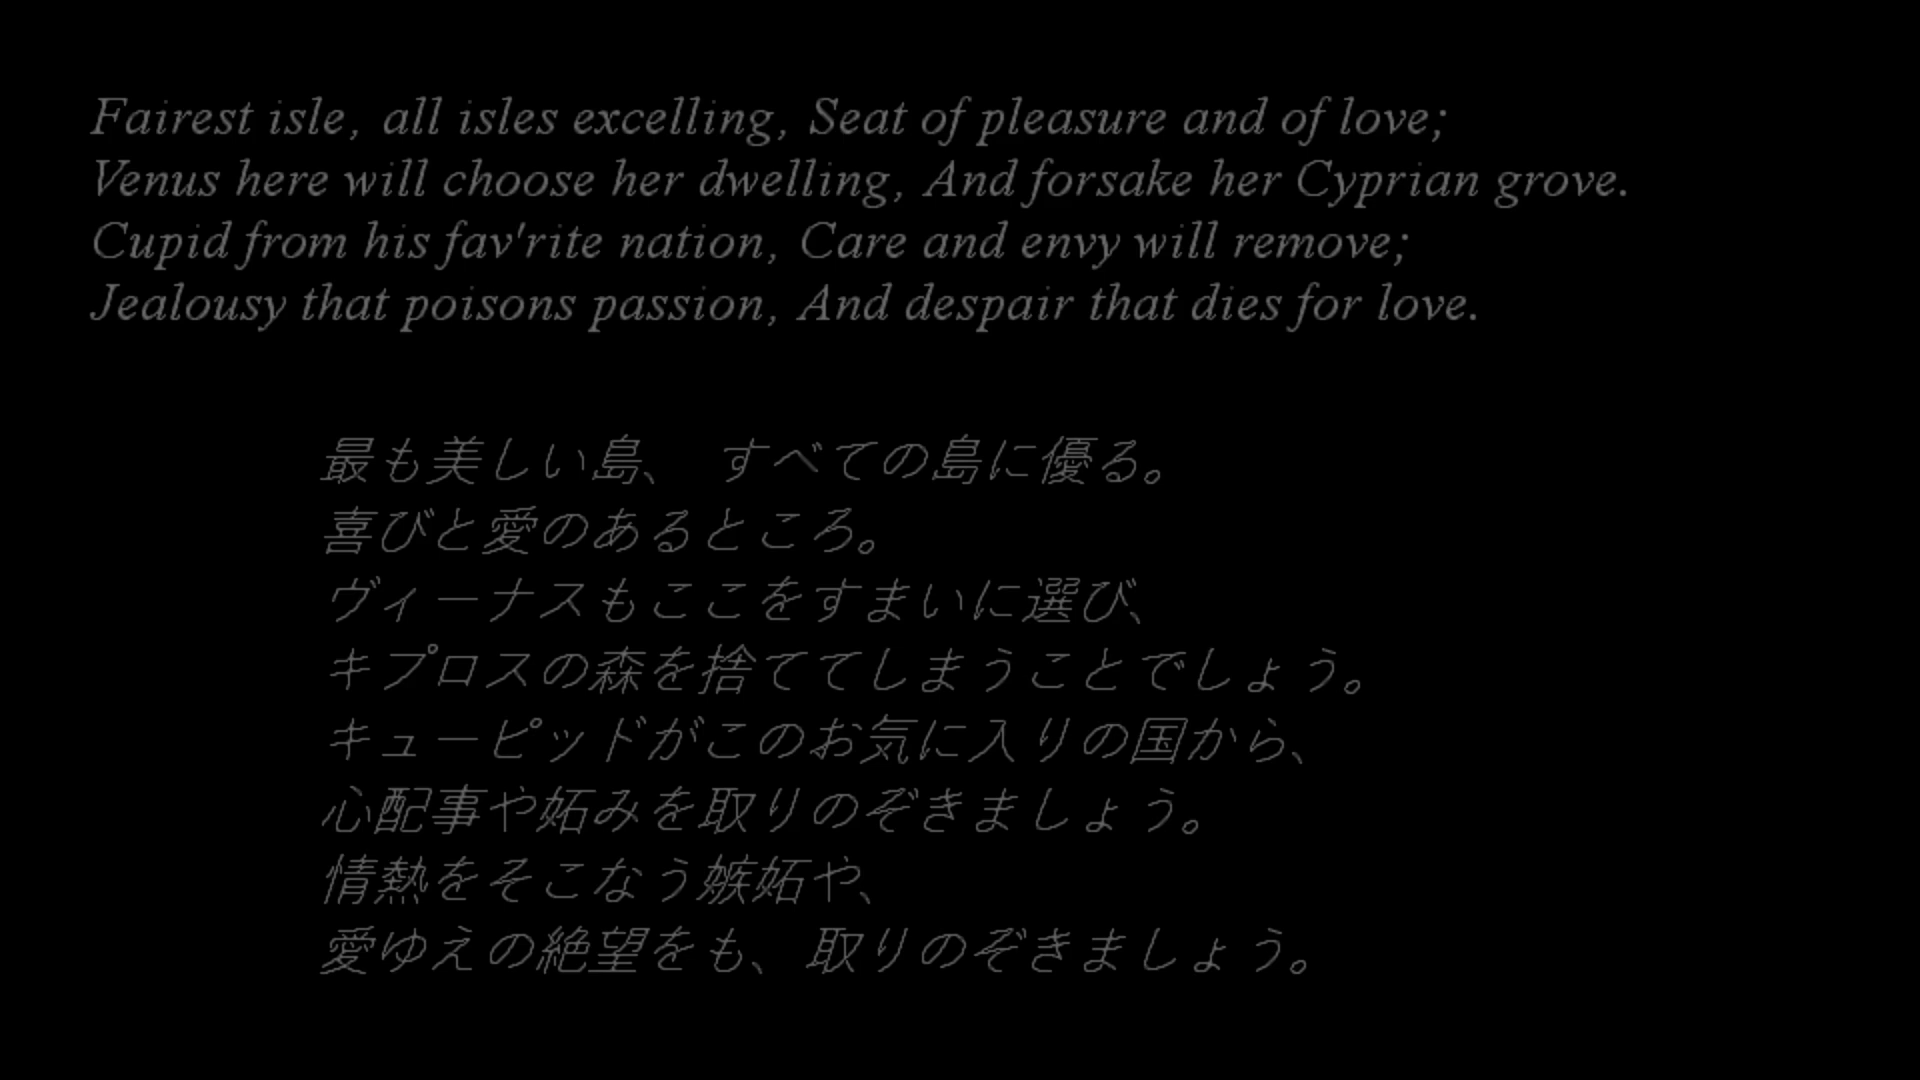 Fairest isle, all isles excelling, Seat of pleasure and of love;
Venus here will choose her dwelling, And forsake her Cyprian grove.
Cupid from his fav'rite nation, Care and envy will remove;
Jealousy that poisons passion, And despair that dies for love.
最も美しい島、 すべての島に優る。
喜びと愛のあるところ。
ヴィーナスもここをすまいに選び、
キプロスの森を捨ててしまうことでしょう。
キューピッドがこのお気に入りの国から、
心配事や妬みを取りのぞきましょう。
情熱をそこなう嫉妬や、
愛ゆえの絶望をも、取りのぞきましょう。